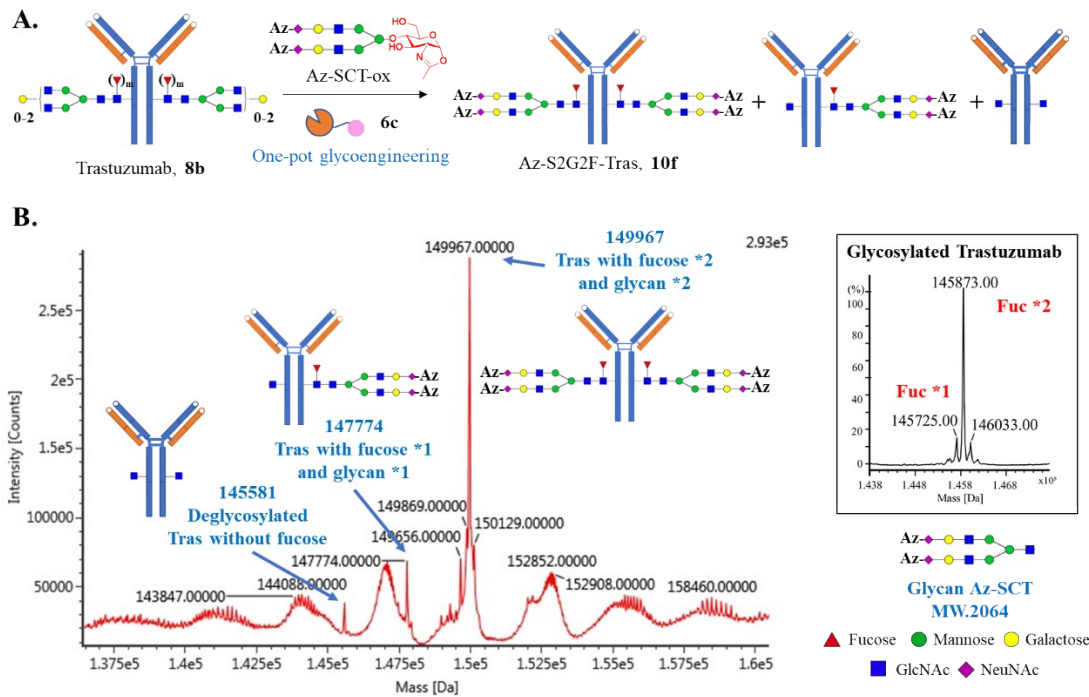 A.
Az-
Az-
HO
OH
HO
O
O
N
Az-SCT-ox
( )m
( )m
0-2
0-2
6c
One-pot glycoengineering
Trastuzumab, 8b
Az-
Az-
-Az
-Az
+
-Az
-Az
+
Az-S2G2F-Tras, 10f
B.
Intensity [Counts]
2.5e5
2e5
1.5e5
100000
50000
1.375e5
1.4e5
1.425e5
1.45e5
1.475e5
1.5e5
1.525e5
1.55e5
1.575e5
1.6e5
Mass [Da]
2.93e5
149967.00000
149967
Tras with fucose *2
and glycan *2
-Az
-Az
Az-
Az-
-Az
-Az
147774
Tras with fucose *1
and glycan *1
145581
Deglycosylated
Tras without fucose
149869.00000
149656.00000
150129.00000
147774.00000
152852.00000
152908.00000
158460.00000
144088.00000
143847.00000
Glycosylated Trastuzumab
(%)
100
80
60
40
20
0
145873.00
Fuc *2
Fuc *1
145725.00
146033.00
1.438
1.448
1.458
1.468
x10⁵
Mass [Da]
Az-
Az-
Glycan Az-SCT
MW.2064
Fucose Mannose Galactose
GlcNAc NeuNAc